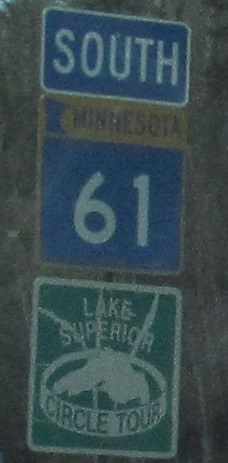 SOUTH
MINNESOTA
61
LAKE
SUPERIOR
CIRCLE TOUR